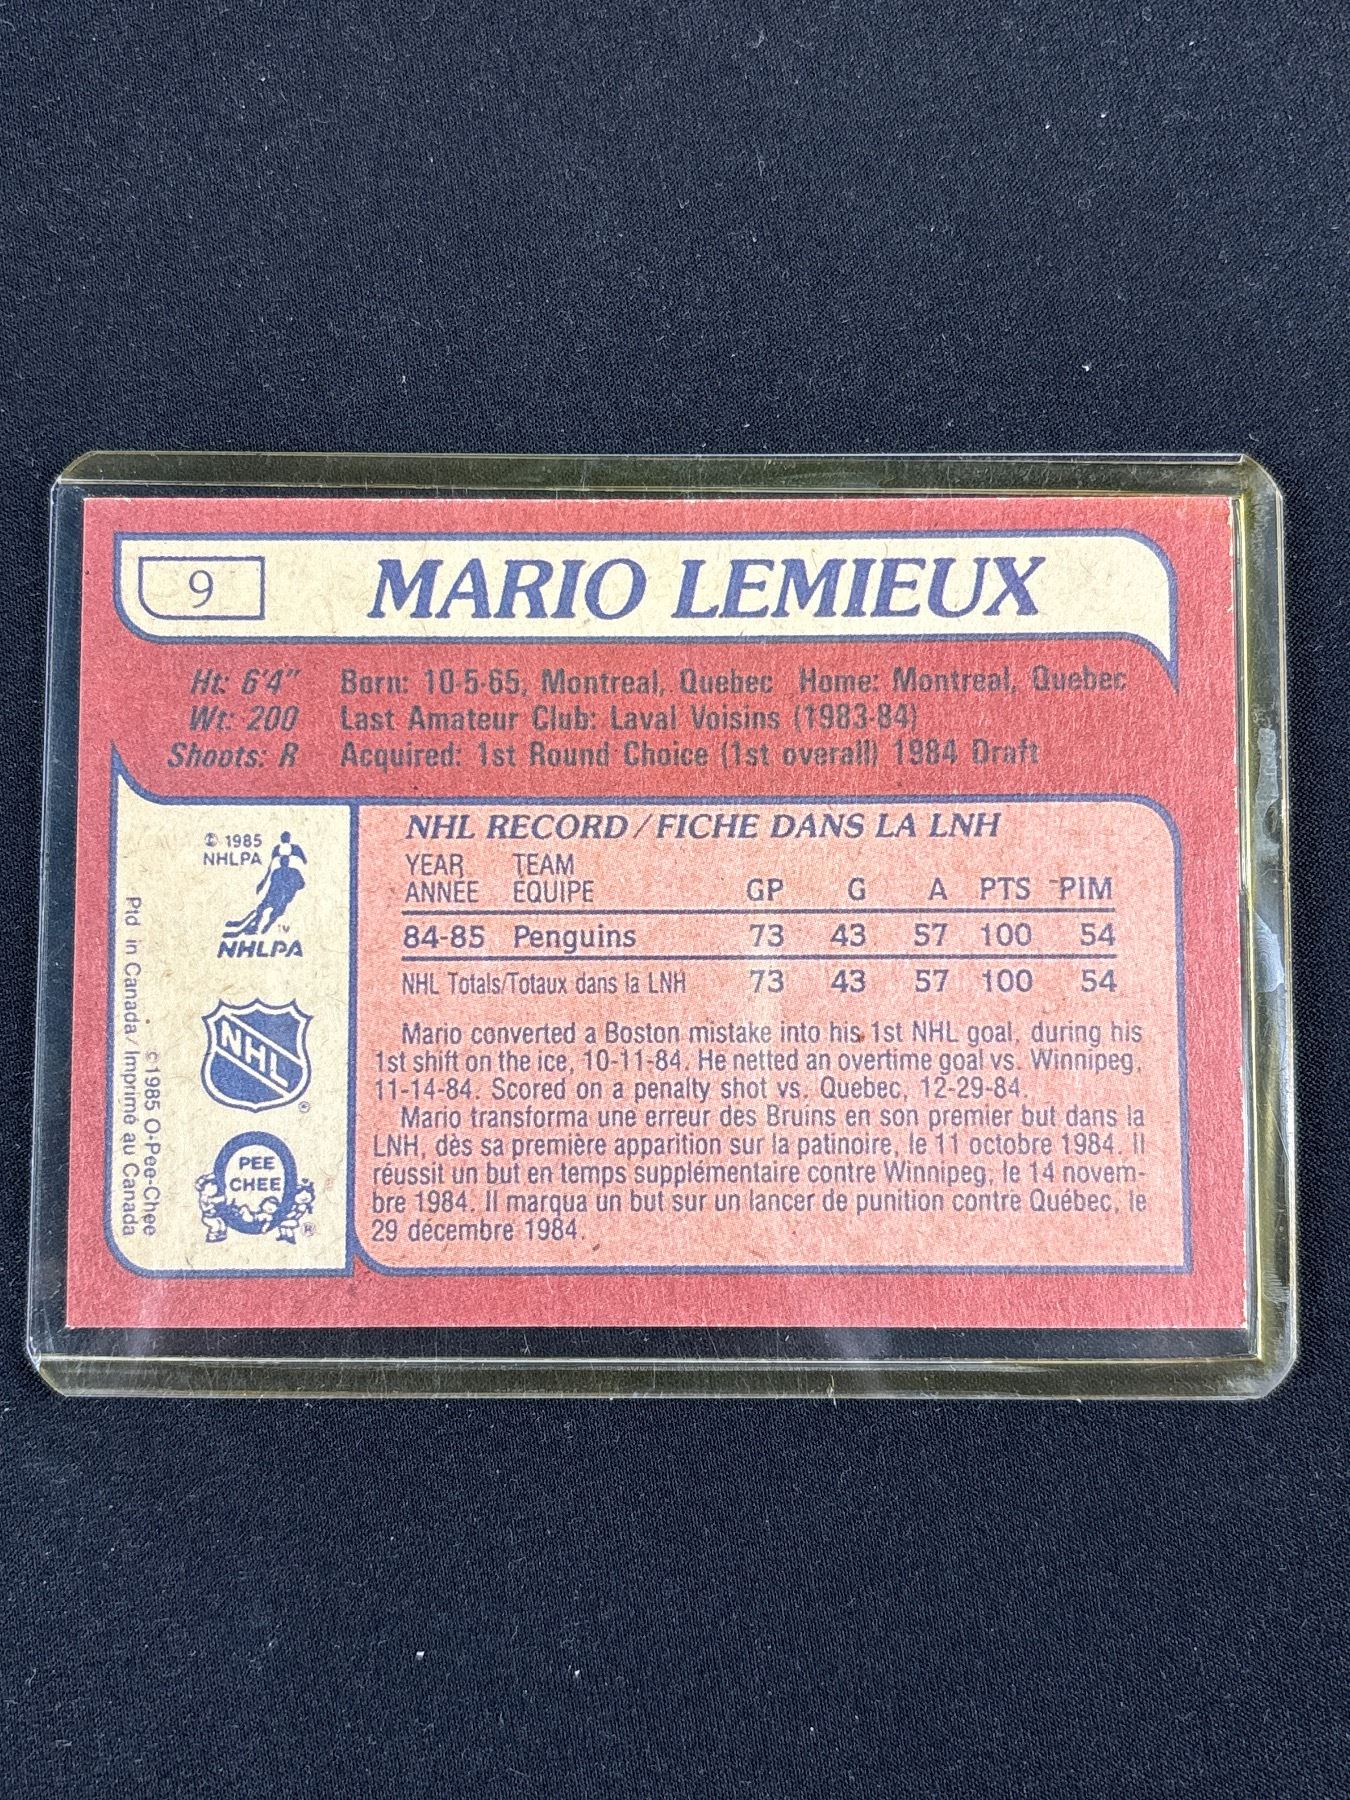 9 MARIO LEMIEUX
Ht: 6'4" Born: 10-5-65, Montreal, Quebec Home: Montreal, Quebec
Wt: 200 Last Amateur Club: Laval Voisins (1983-84)
Shoots: R Acquired: 1st Round Choice (1st overall) 1984 Draft
© 1985
NHLPA
TM
NHLPA
NHL
®
PEE
CHEE
®
© 1985 O-Pee-Chee
Ptd in Canada/Imprimé au Canada
NHL RECORD/FICHE DANS LA LNH
YEAR TEAM
ANNÉE ÉQUIPE GP G A PTS PIM
84-85 Penguins 73 43 57 100 54
NHL Totals/Totaux dans la LNH 73 43 57 100 54
Mario converted a Boston mistake into his 1st NHL goal, during his
1st shift on the ice, 10-11-84. He netted an overtime goal vs. Winnipeg,
11-14-84. Scored on a penalty shot vs. Quebec, 12-29-84.
Mario transforma une erreur des Bruins en son premier but dans la
LNH, dès sa première apparition sur la patinoire, le 11 octobre 1984. Il
réussit un but en temps supplémentaire contre Winnipeg, le 14 novem-
bre 1984. Il marqua un but sur un lancer de punition contre Québec, le
29 décembre 1984.